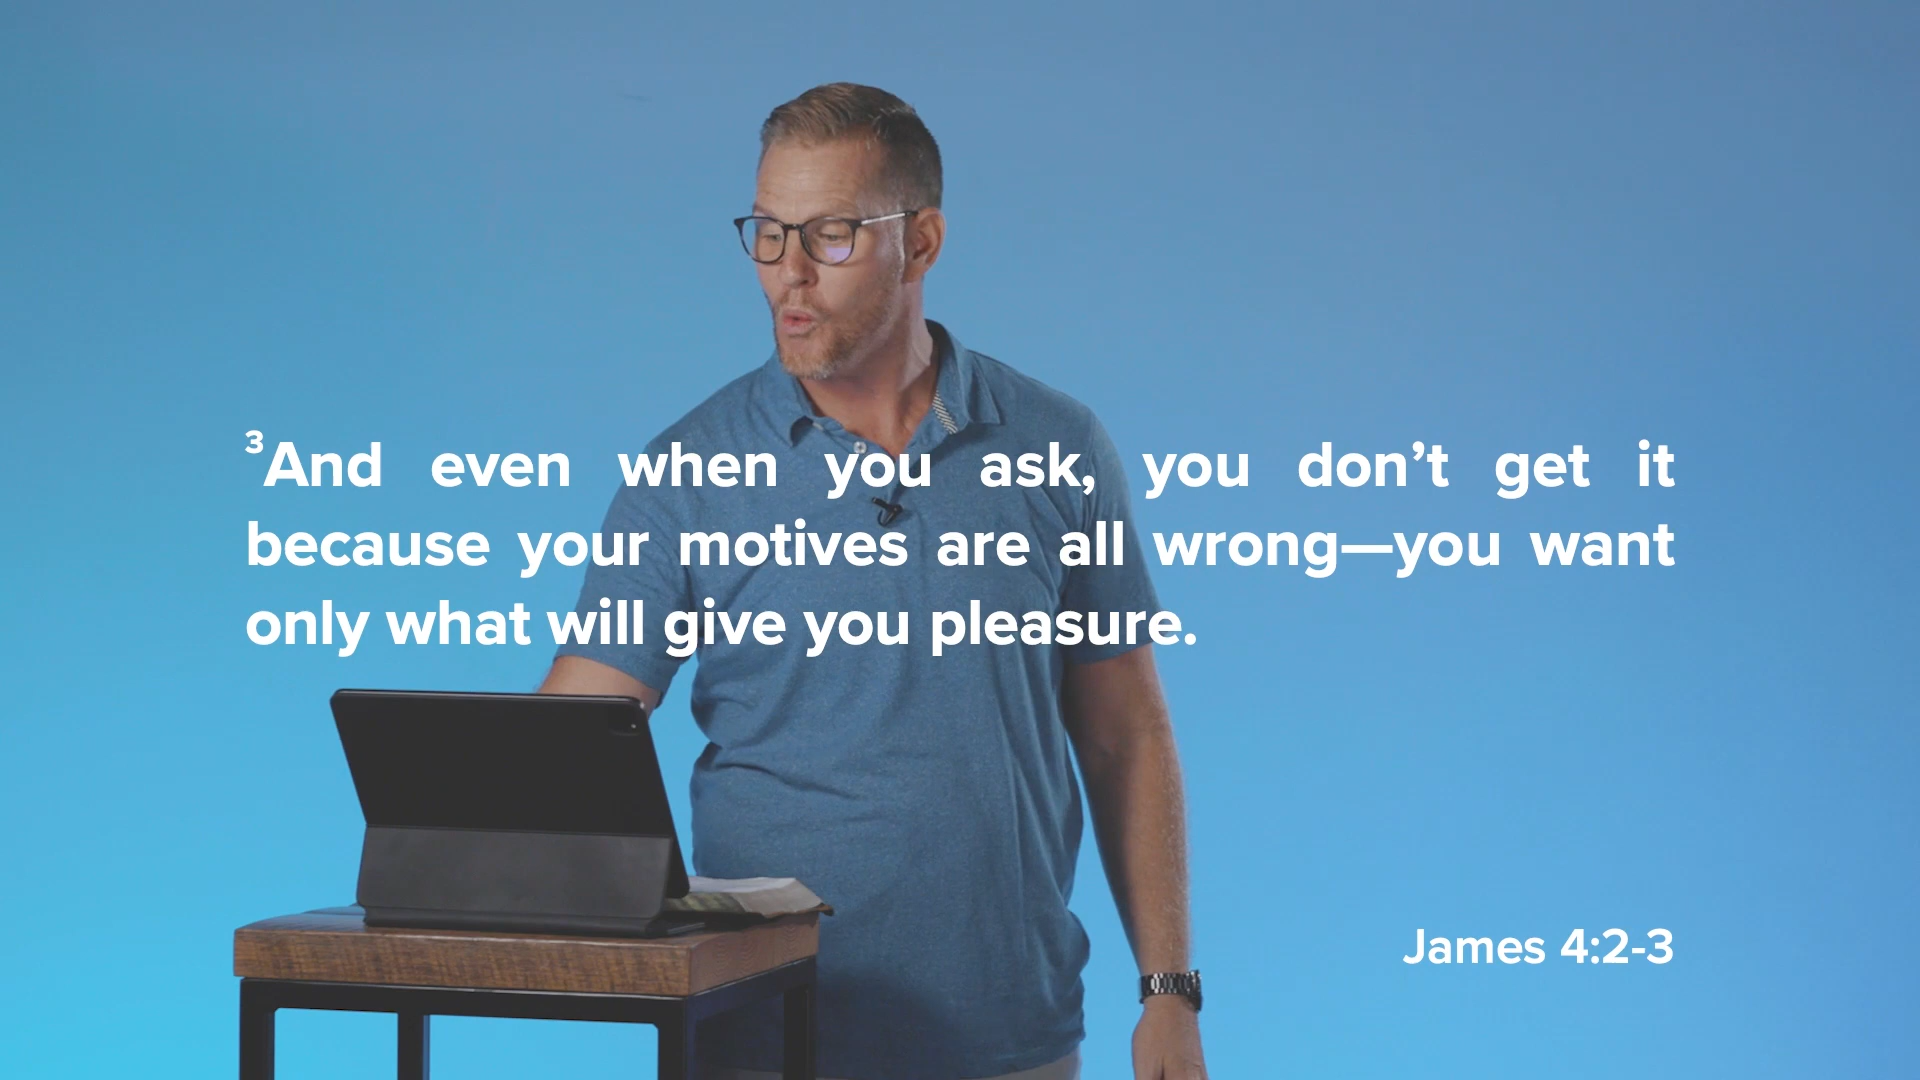 ³And even when you ask, you don’t get it
because your motives are all wrong—you want
only what will give you pleasure.
James 4:2-3